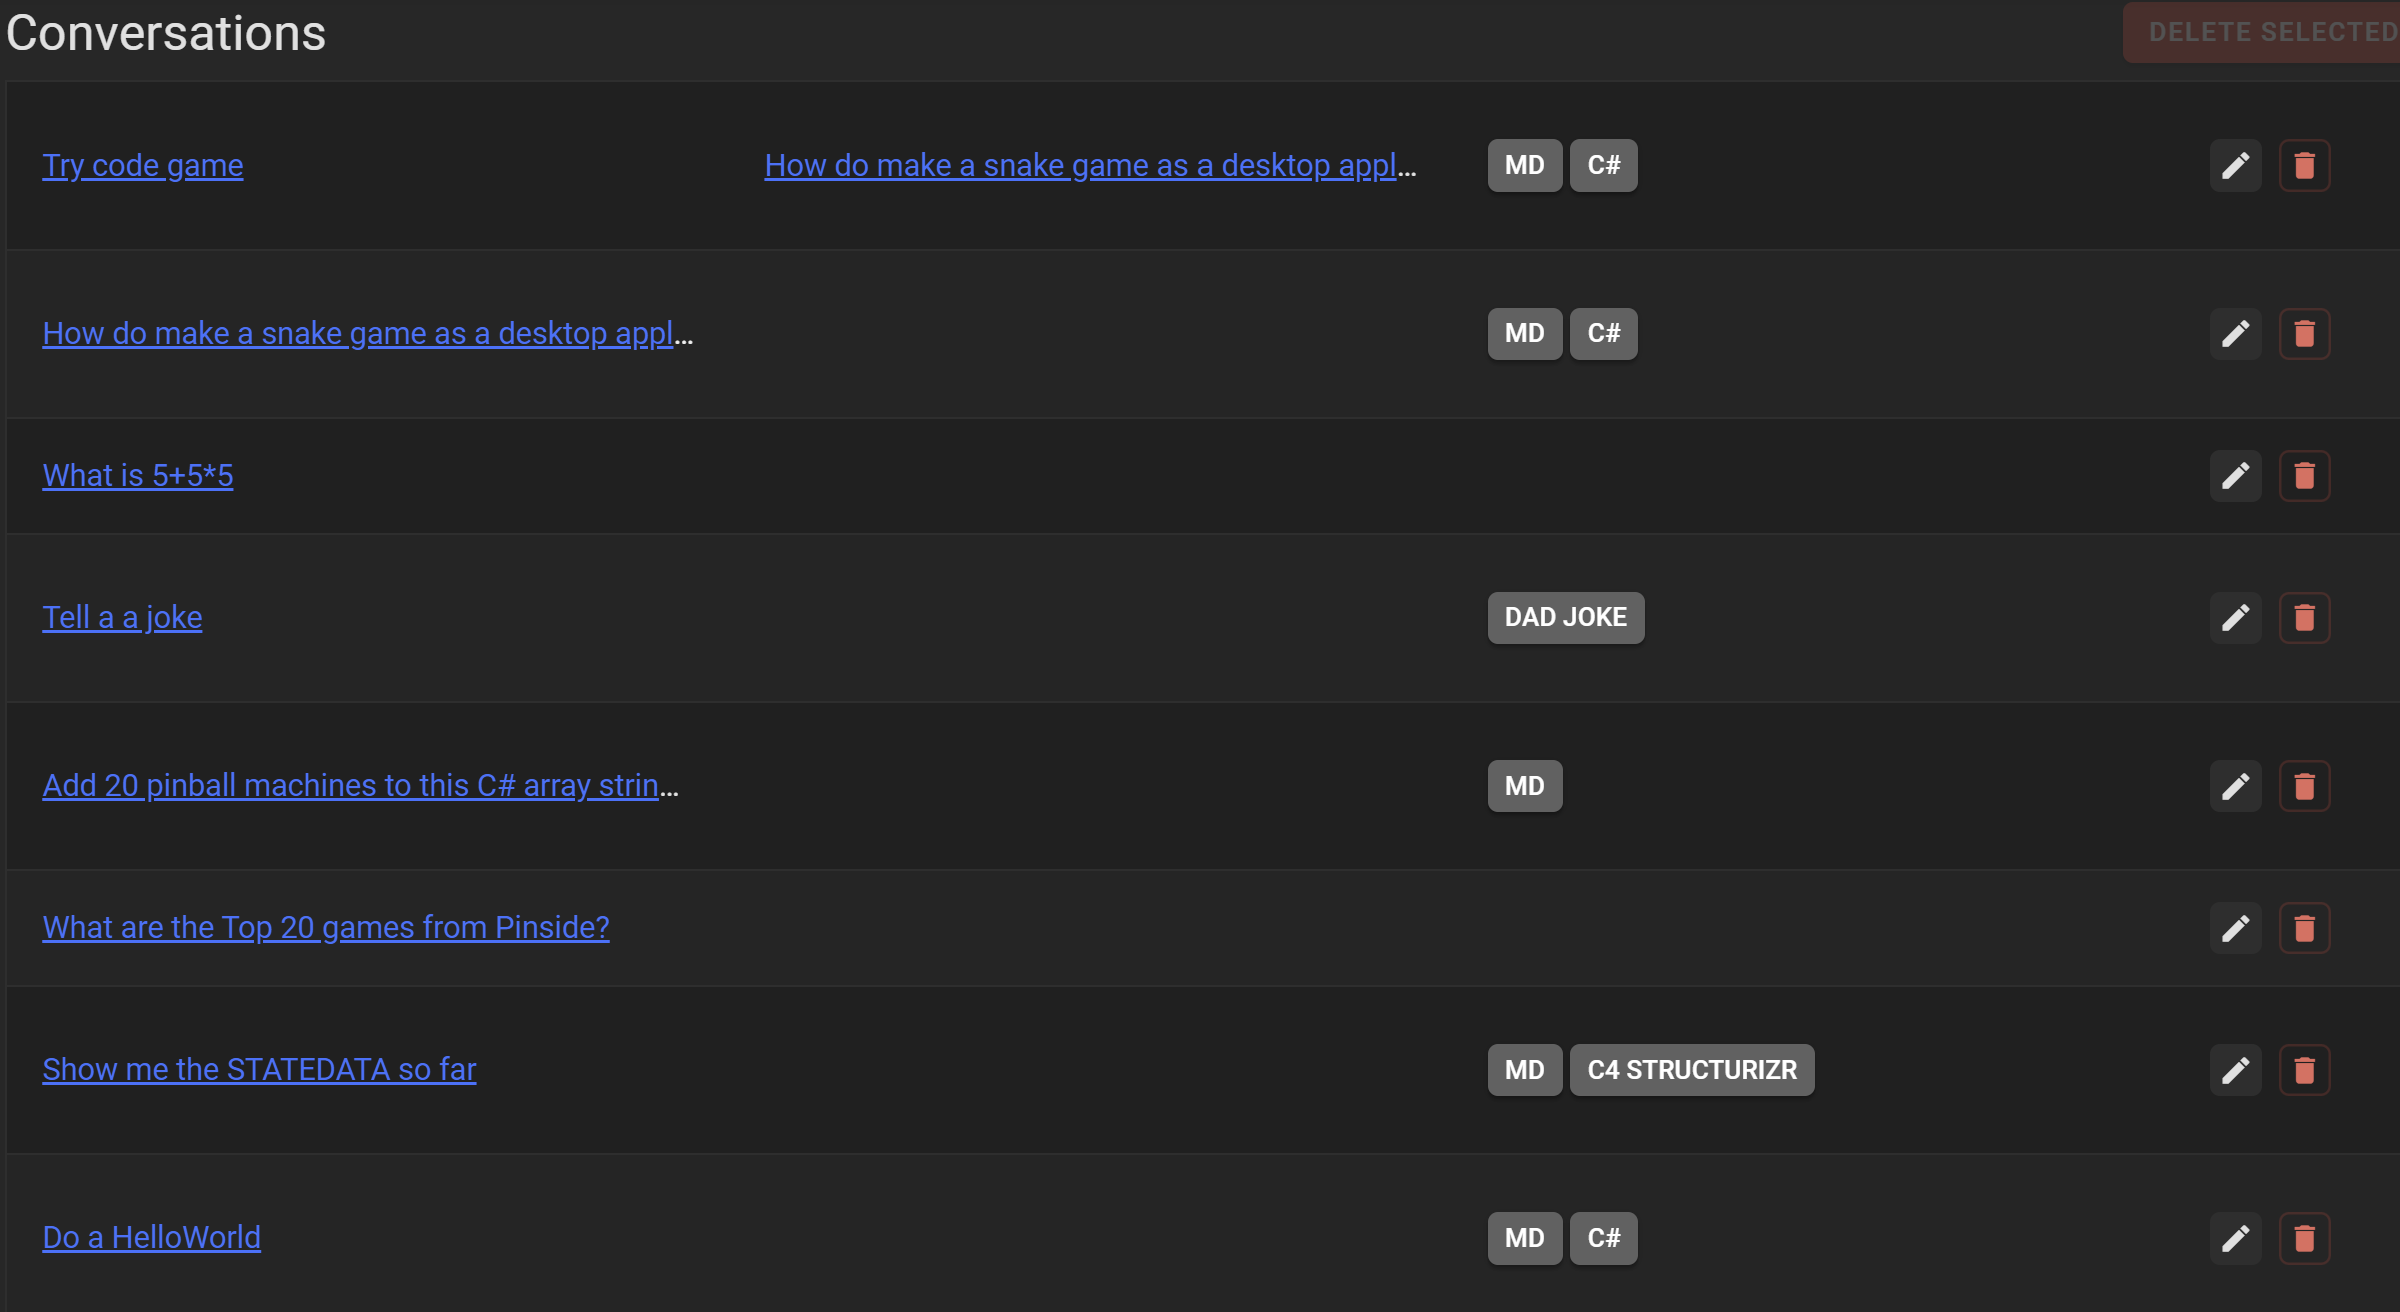 Conversations
DELETE SELECTED
Try code game How do make a snake game as a desktop appl... MD C#
How do make a snake game as a desktop appl... MD C#
What is 5+5*5
Tell a a joke DAD JOKE
Add 20 pinball machines to this C# array strin... MD
What are the Top 20 games from Pinside?
Show me the STATEDATA so far MD C4 STRUCTURIZR
Do a HelloWorld MD C#